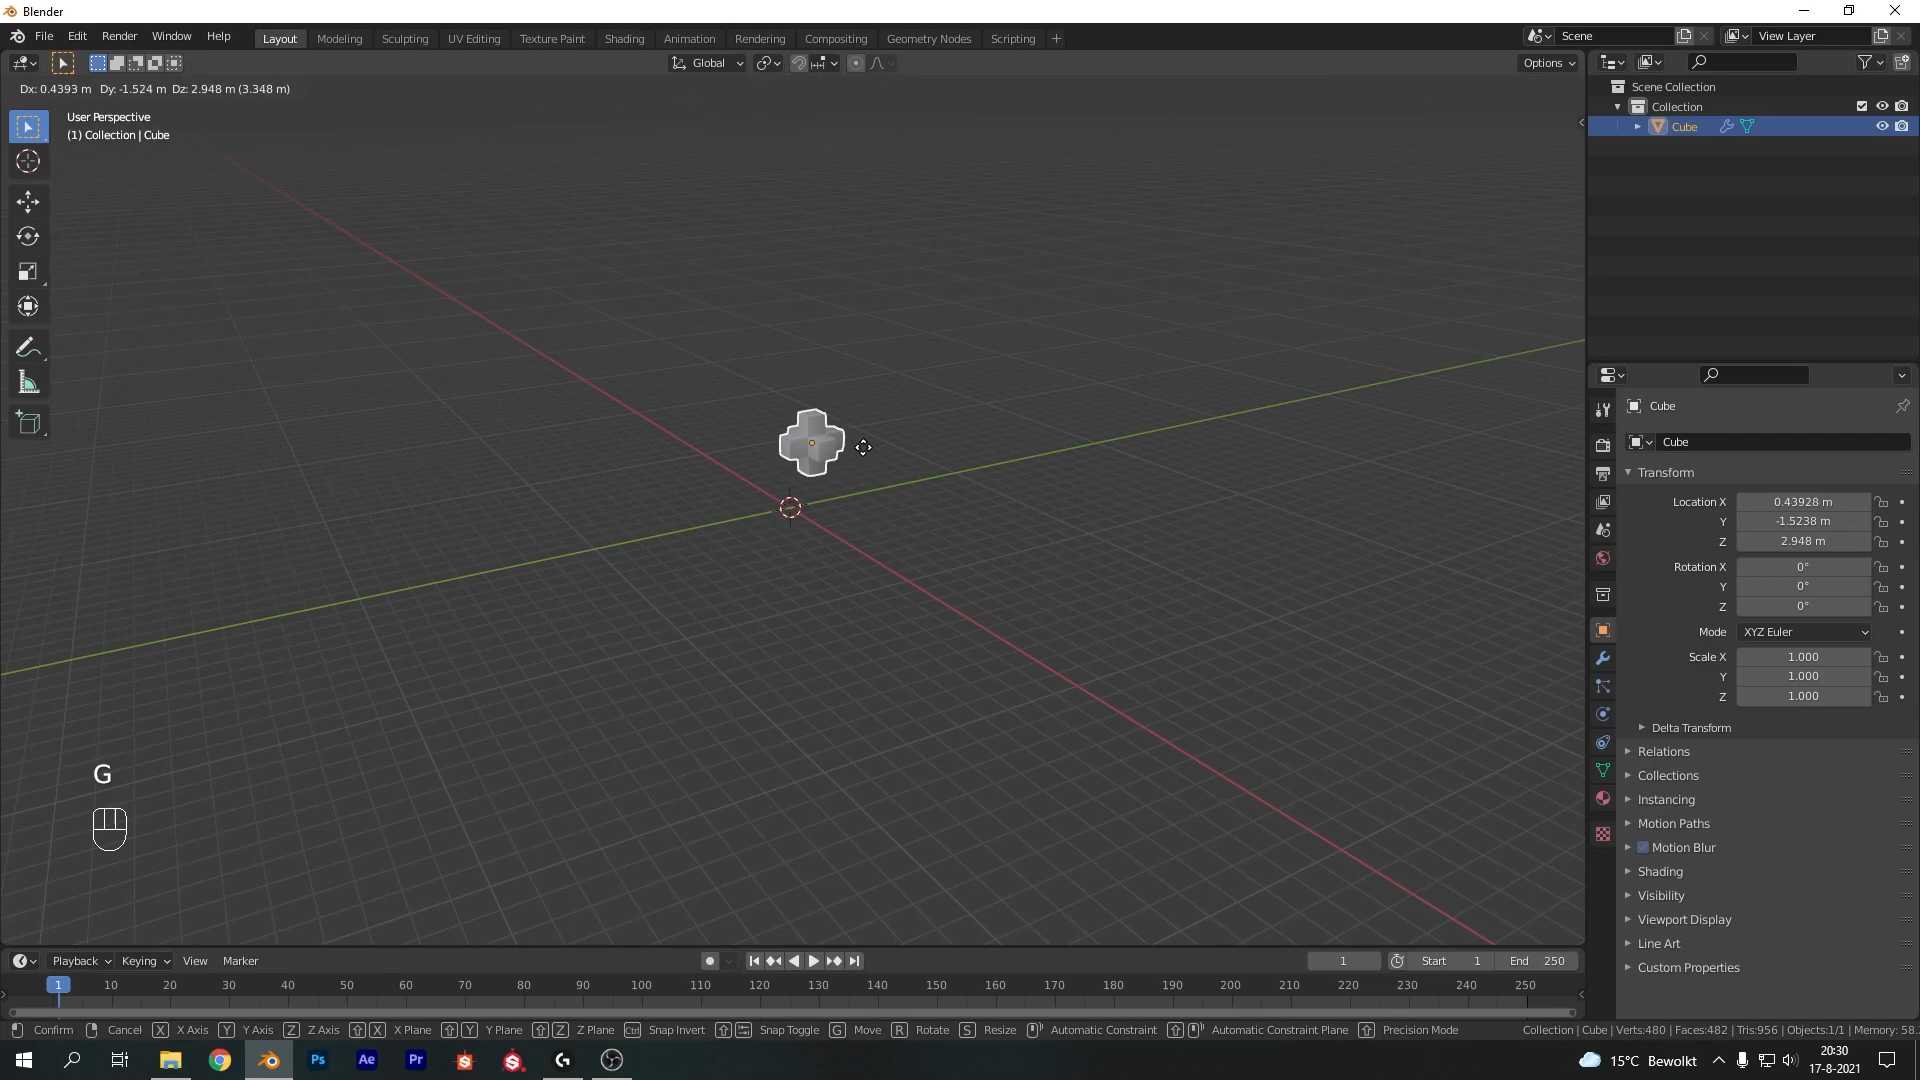 Blender
File Edit Render Window Help Layout Modeling Sculpting UV Editing Texture Paint Shading Animation Rendering Compositing Geometry Nodes Scripting + Scene View Layer
Global Options
Dx: 0.4393 m Dy: -1.524 m Dz: 2.948 m (3.348 m)
User Perspective
(1) Collection | Cube
Scene Collection
Collection
Cube
Cube
Cube
Transform
Location X 0.43928 m
Y -1.5238 m
Z 2.948 m
Rotation X 0°
Y 0°
Z 0°
Mode XYZ Euler
Scale X 1.000
Y 1.000
Z 1.000
Delta Transform
Relations
Collections
Instancing
Motion Paths
Motion Blur
Shading
Visibility
Viewport Display
Line Art
Custom Properties
G
Playback Keying View Marker 1 Start 1 End 250
1 10 20 30 40 50 60 70 80 90 100 110 120 130 140 150 160 170 180 190 200 210 220 230 240 250
Confirm Cancel X X Axis Y Y Axis Z Z Axis X X Plane Y Y Plane Z Z Plane Ctrl Snap Invert Snap Toggle G Move R Rotate S Resize Automatic Constraint Automatic Constraint Plane Precision Mode Collection | Cube | Verts:480 | Faces:482 | Tris:956 | Objects:1/1 | Memory: 58.
Ps Ae Pr 15°C Bewolkt 20:30
17-8-2021